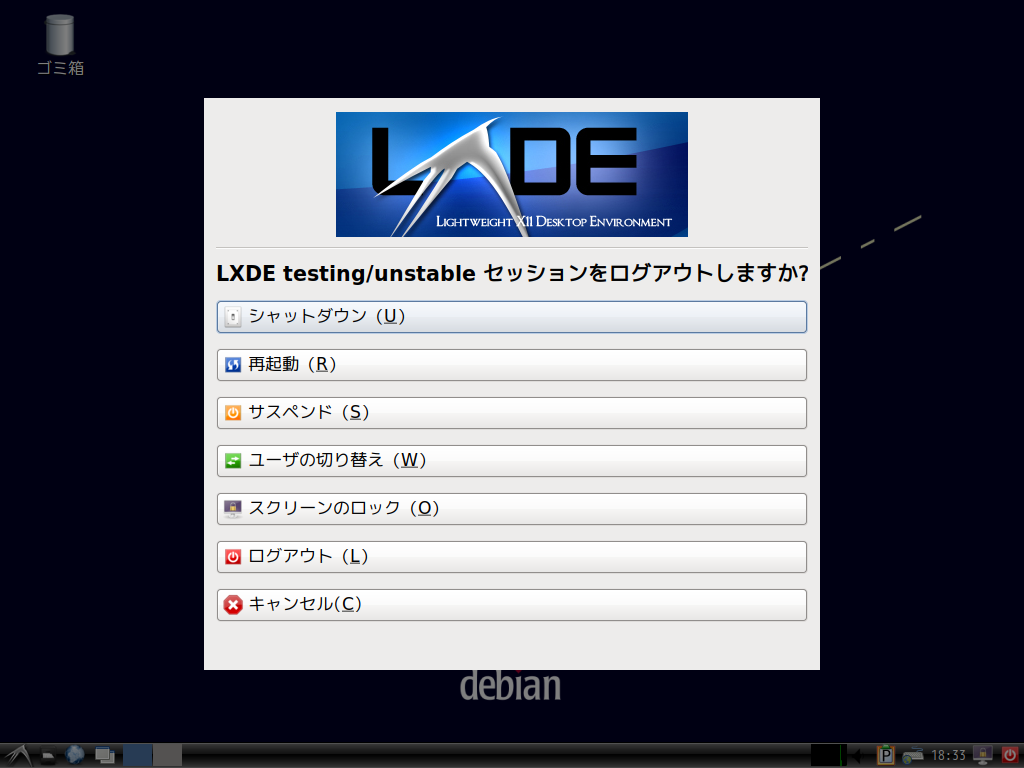 ゴミ箱
LXDE
LIGHTWEIGHT X11 DESKTOP ENVIRONMENT
LXDE testing/unstable セッションをログアウトしますか?
シャットダウン（U）
再起動（R）
サスペンド（S）
ユーザの切り替え（W）
スクリーンのロック（O）
ログアウト（L）
キャンセル(C)
debian
P
18:33